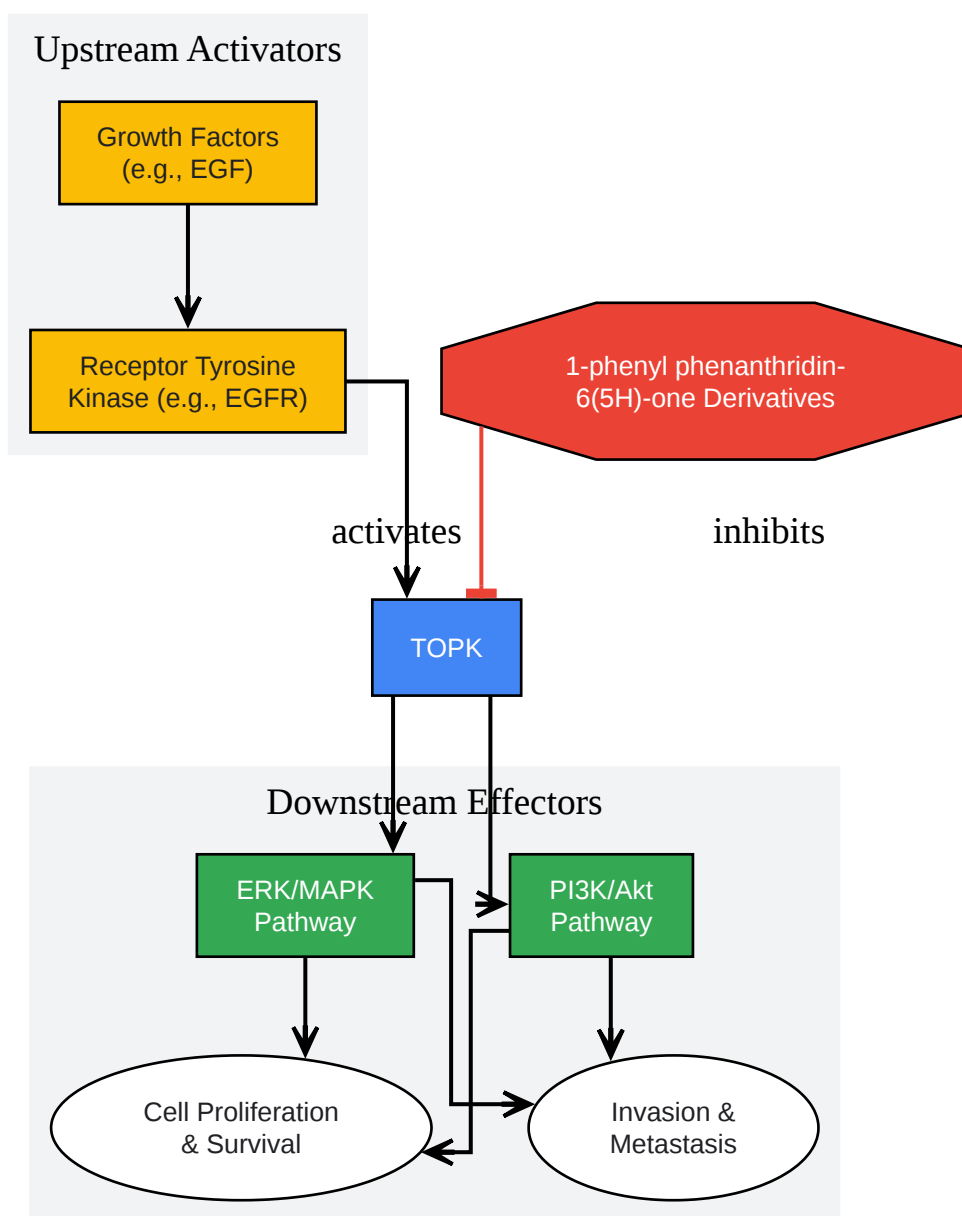 Upstream Activators
Growth Factors
(e.g., EGF)
Receptor Tyrosine
Kinase (e.g., EGFR)
1-phenyl phenanthridin-
6(5H)-one Derivatives
activates
inhibits
TOPK
Downstream Effectors
ERK/MAPK
Pathway
PI3K/Akt
Pathway
Cell Proliferation
& Survival
Invasion &
Metastasis